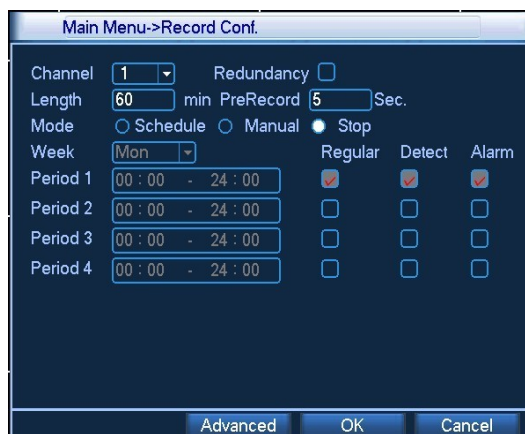 Main Menu->Record Conf.
Channel 1 Redundancy
Length 60 min PreRecord 5 Sec.
Mode Schedule Manual Stop
Week Mon Regular Detect Alarm
Period 1 00 : 00 - 24 : 00
Period 2 00 : 00 - 24 : 00
Period 3 00 : 00 - 24 : 00
Period 4 00 : 00 - 24 : 00
Advanced OK Cancel